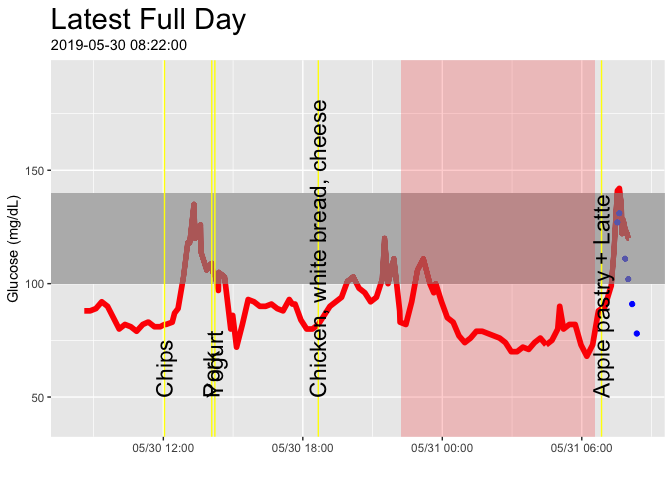 Latest Full Day
2019-05-30 08:22:00
Glucose (mg/dL)
150
100
50
Chips
Pork
Yogurt
Chicken, white bread, cheese
Apple pastry + Latte
05/30 12:00
05/30 18:00
05/31 00:00
05/31 06:00